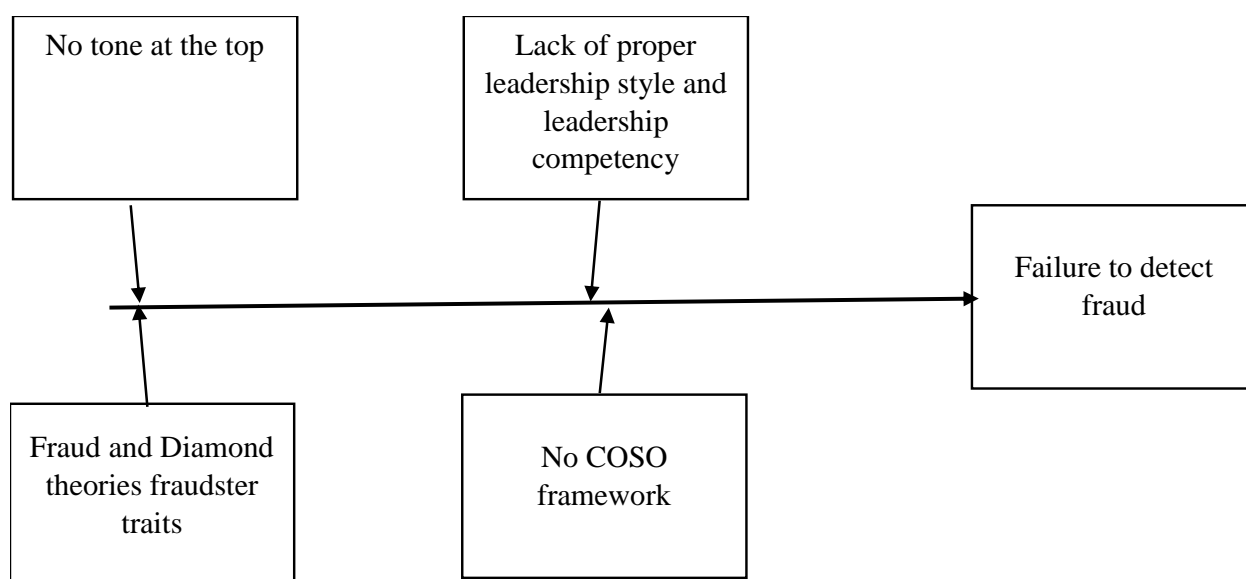 No tone at the top
Lack of proper
leadership style and
leadership
competency
Failure to detect
fraud
Fraud and Diamond
theories fraudster
traits
No COSO
framework